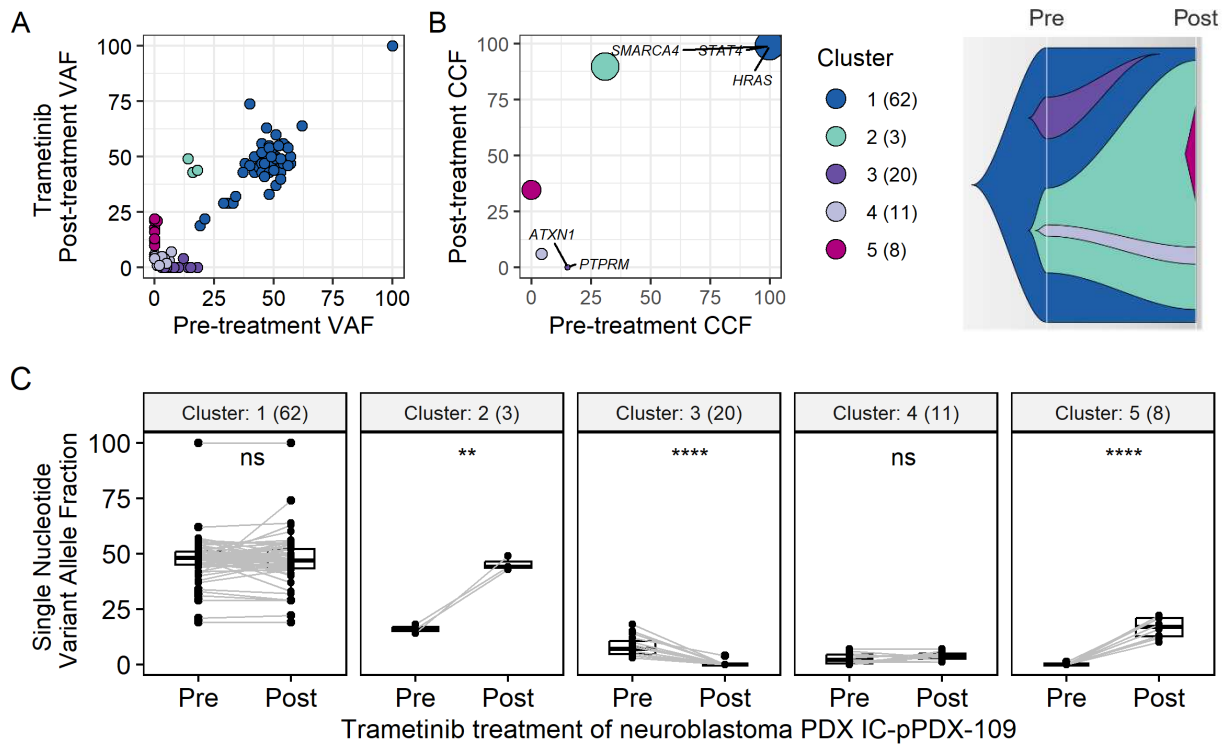 A
Trametinib
Post-treatment VAF
100
75
50
25
0
0 25 50 75 100
Pre-treatment VAF
B
Post-treatment CCF
100
75
50
25
0
SMARCA4 STAT4
HRAS
ATXN1
PTPRM
0 25 50 75 100
Pre-treatment CCF
Cluster
1 (62)
2 (3)
3 (20)
4 (11)
5 (8)
Pre Post
C
Single Nucleotide
Variant Allele Fraction
100
75
50
25
0
Cluster: 1 (62) Cluster: 2 (3) Cluster: 3 (20) Cluster: 4 (11) Cluster: 5 (8)
ns ** **** ns ****
Pre Post Pre Post Pre Post Pre Post Pre Post
Trametinib treatment of neuroblastoma PDX IC-pPDX-109